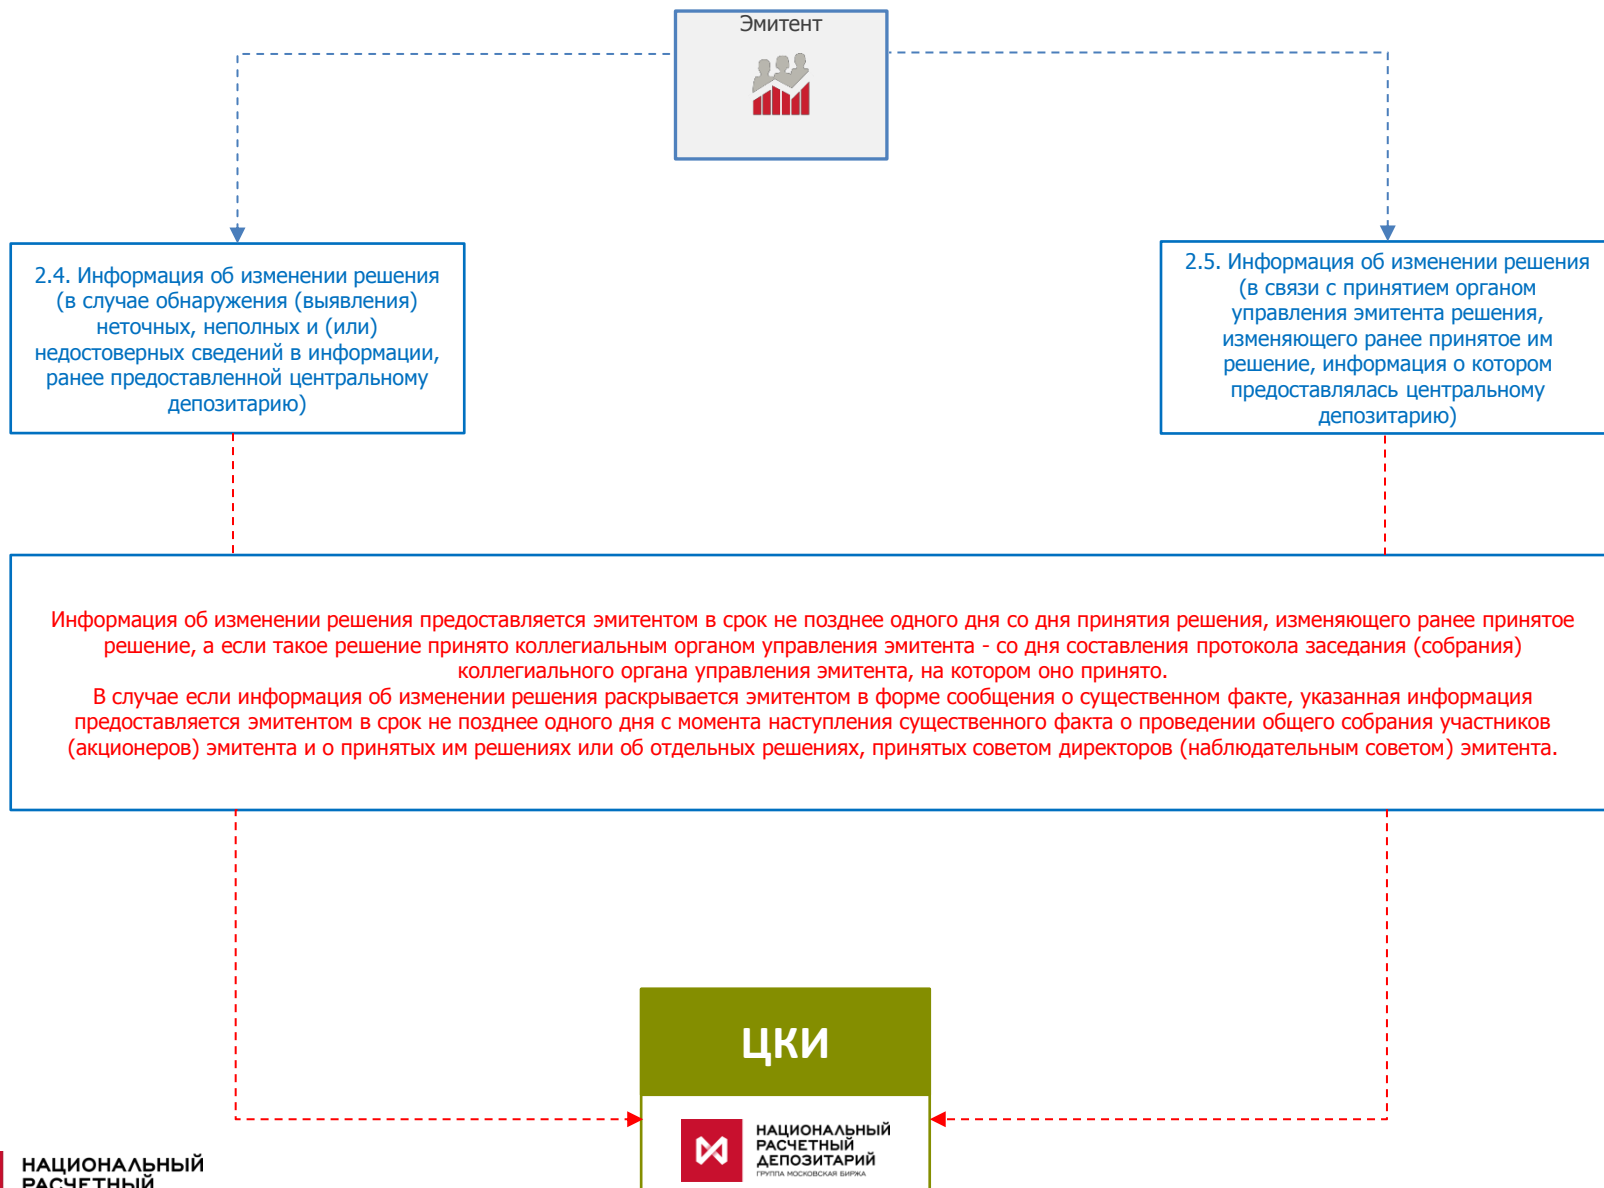 Эмитент
2.4. Информация об изменении решения
(в случае обнаружения (выявления)
неточных, неполных и (или)
недостоверных сведений в информации,
ранее предоставленной центральному
депозитарию)
2.5. Информация об изменении решения
(в связи с принятием органом
управления эмитента решения,
изменяющего ранее принятое им
решение, информация о котором
предоставлялась центральному
депозитарию)
Информация об изменении решения предоставляется эмитентом в срок не позднее одного дня со дня принятия решения, изменяющего ранее принятое
решение, а если такое решение принято коллегиальным органом управления эмитента - со дня составления протокола заседания (собрания)
коллегиального органа управления эмитента, на котором оно принято.
В случае если информация об изменении решения раскрывается эмитентом в форме сообщения о существенном факте, указанная информация
предоставляется эмитентом в срок не позднее одного дня с момента наступления существенного факта о проведении общего собрания участников
(акционеров) эмитента и о принятых им решениях или об отдельных решениях, принятых советом директоров (наблюдательным советом) эмитента.
ЦКИ
НАЦИОНАЛЬНЫЙ
РАСЧЕТНЫЙ
ДЕПОЗИТАРИЙ
ГРУППА МОСКОВСКАЯ БИРЖА
НАЦИОНАЛЬНЫЙ
РАСЧЕТНЫЙ